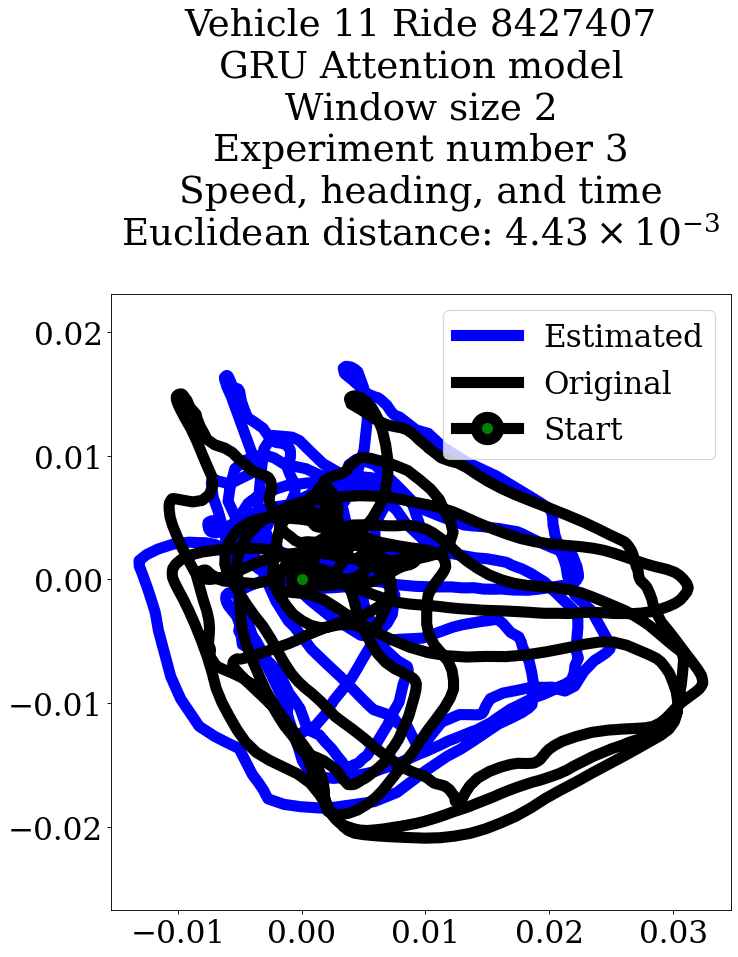 Vehicle 11 Ride 8427407
GRU Attention model
Window size 2
Experiment number 3
Speed, heading, and time
Euclidean distance: 4.43 × 10⁻³
Estimated
Original
Start
0.02
0.01
0.00
−0.01
−0.02
−0.01 0.00 0.01 0.02 0.03